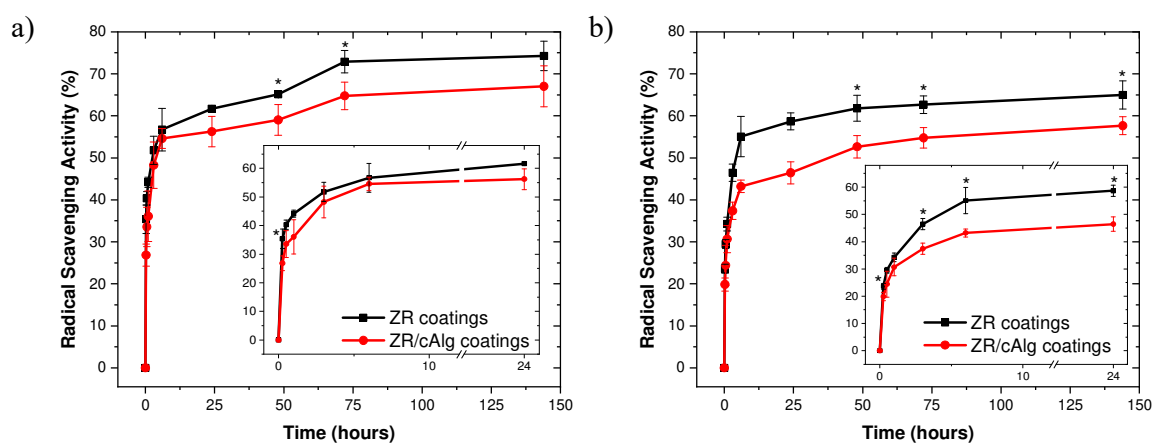 a)
Radical Scavenging Activity (%)
80
70
60
50
40
30
20
10
0
* *
60
50
40
30
20
10
0
*
0 10 24
ZR coatings
ZR/cAlg coatings
0 25 50 75 100 125 150
Time (hours)
b)
Radical Scavenging Activity (%)
80
70
60
50
40
30
20
10
0
* * *
60
50
40
30
20
10
0
* * * *
0 10 24
ZR coatings
ZR/cAlg coatings
0 25 50 75 100 125 150
Time (hours)